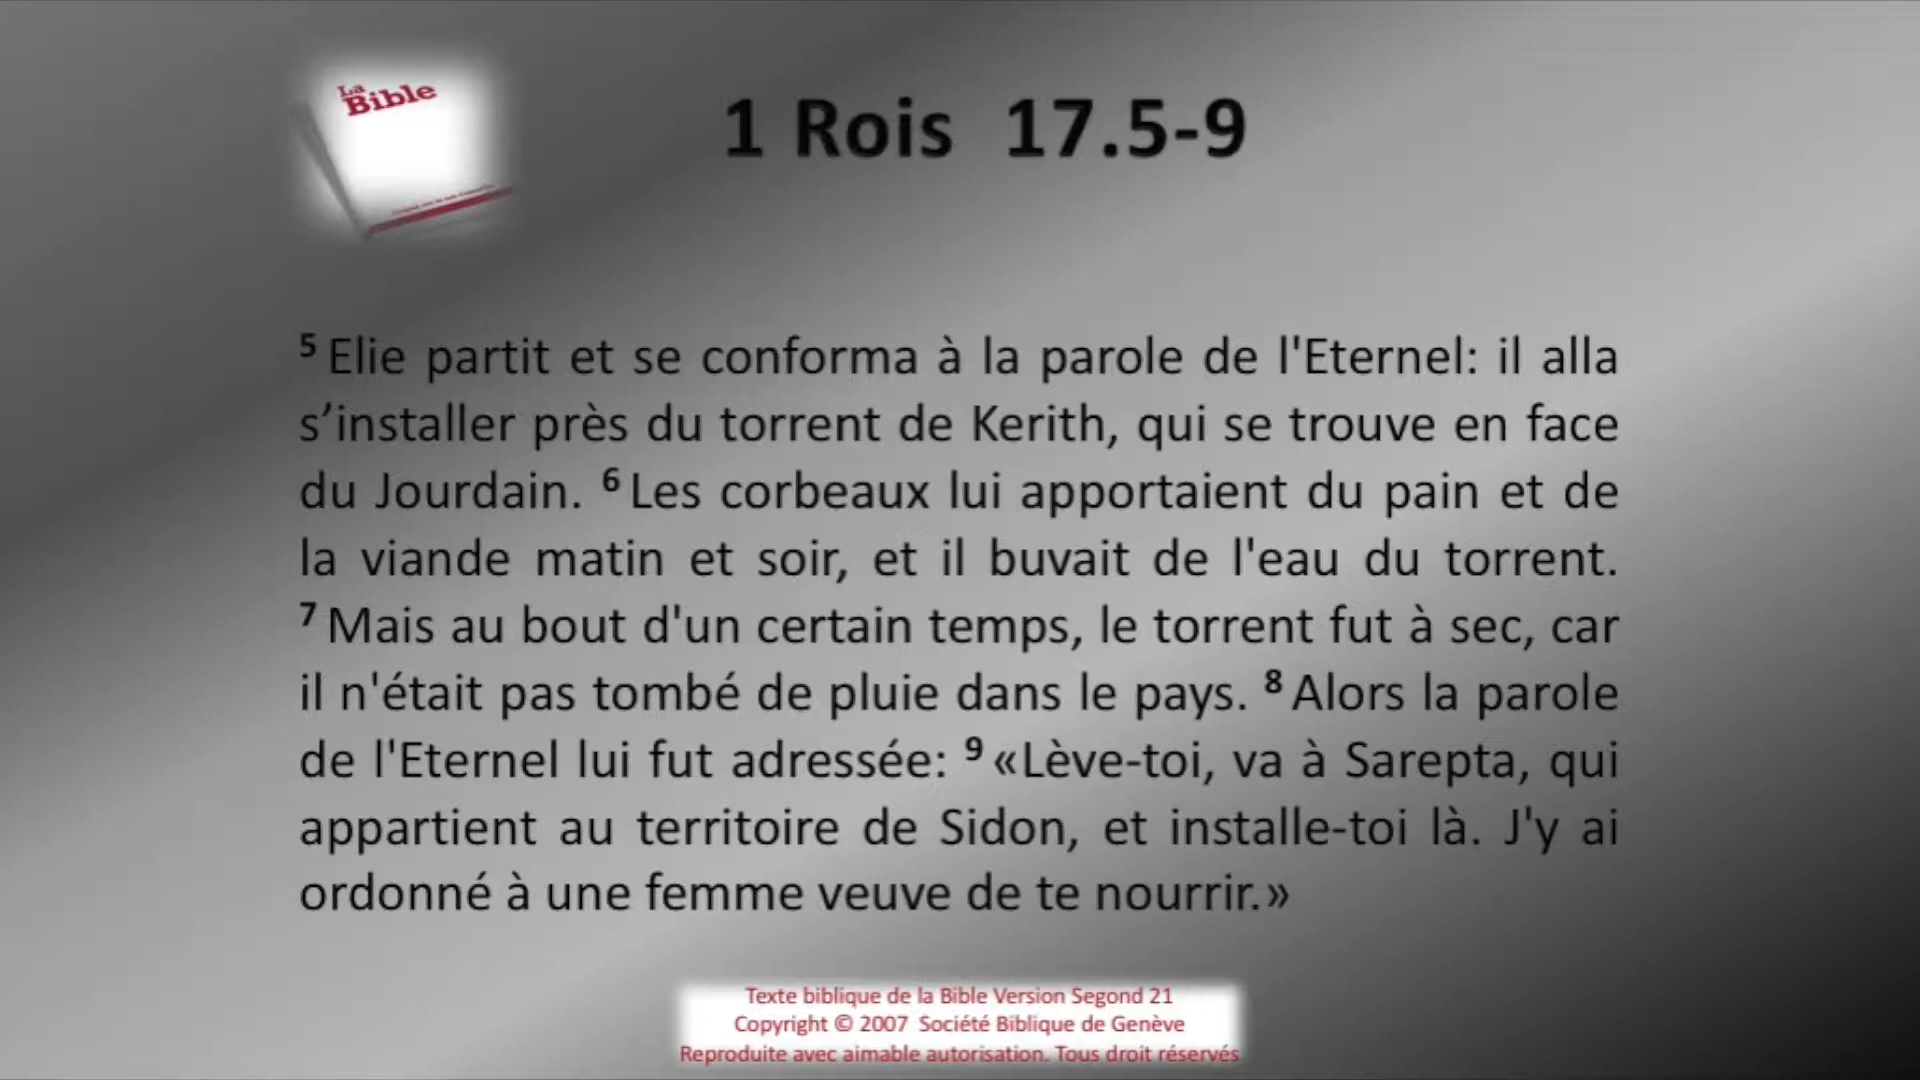 La
Bible
1 Rois 17.5-9
5 Elie partit et se conforma à la parole de l'Eternel: il alla
s’installer près du torrent de Kerith, qui se trouve en face
du Jourdain. 6 Les corbeaux lui apportaient du pain et de
la viande matin et soir, et il buvait de l'eau du torrent.
7 Mais au bout d'un certain temps, le torrent fut à sec, car
il n'était pas tombé de pluie dans le pays. 8 Alors la parole
de l'Eternel lui fut adressée: 9 «Lève-toi, va à Sarepta, qui
appartient au territoire de Sidon, et installe-toi là. J'y ai
ordonné à une femme veuve de te nourrir.»
Texte biblique de la Bible Version Segond 21
Copyright © 2007 Société Biblique de Genève
Reproduite avec aimable autorisation. Tous droit réservés